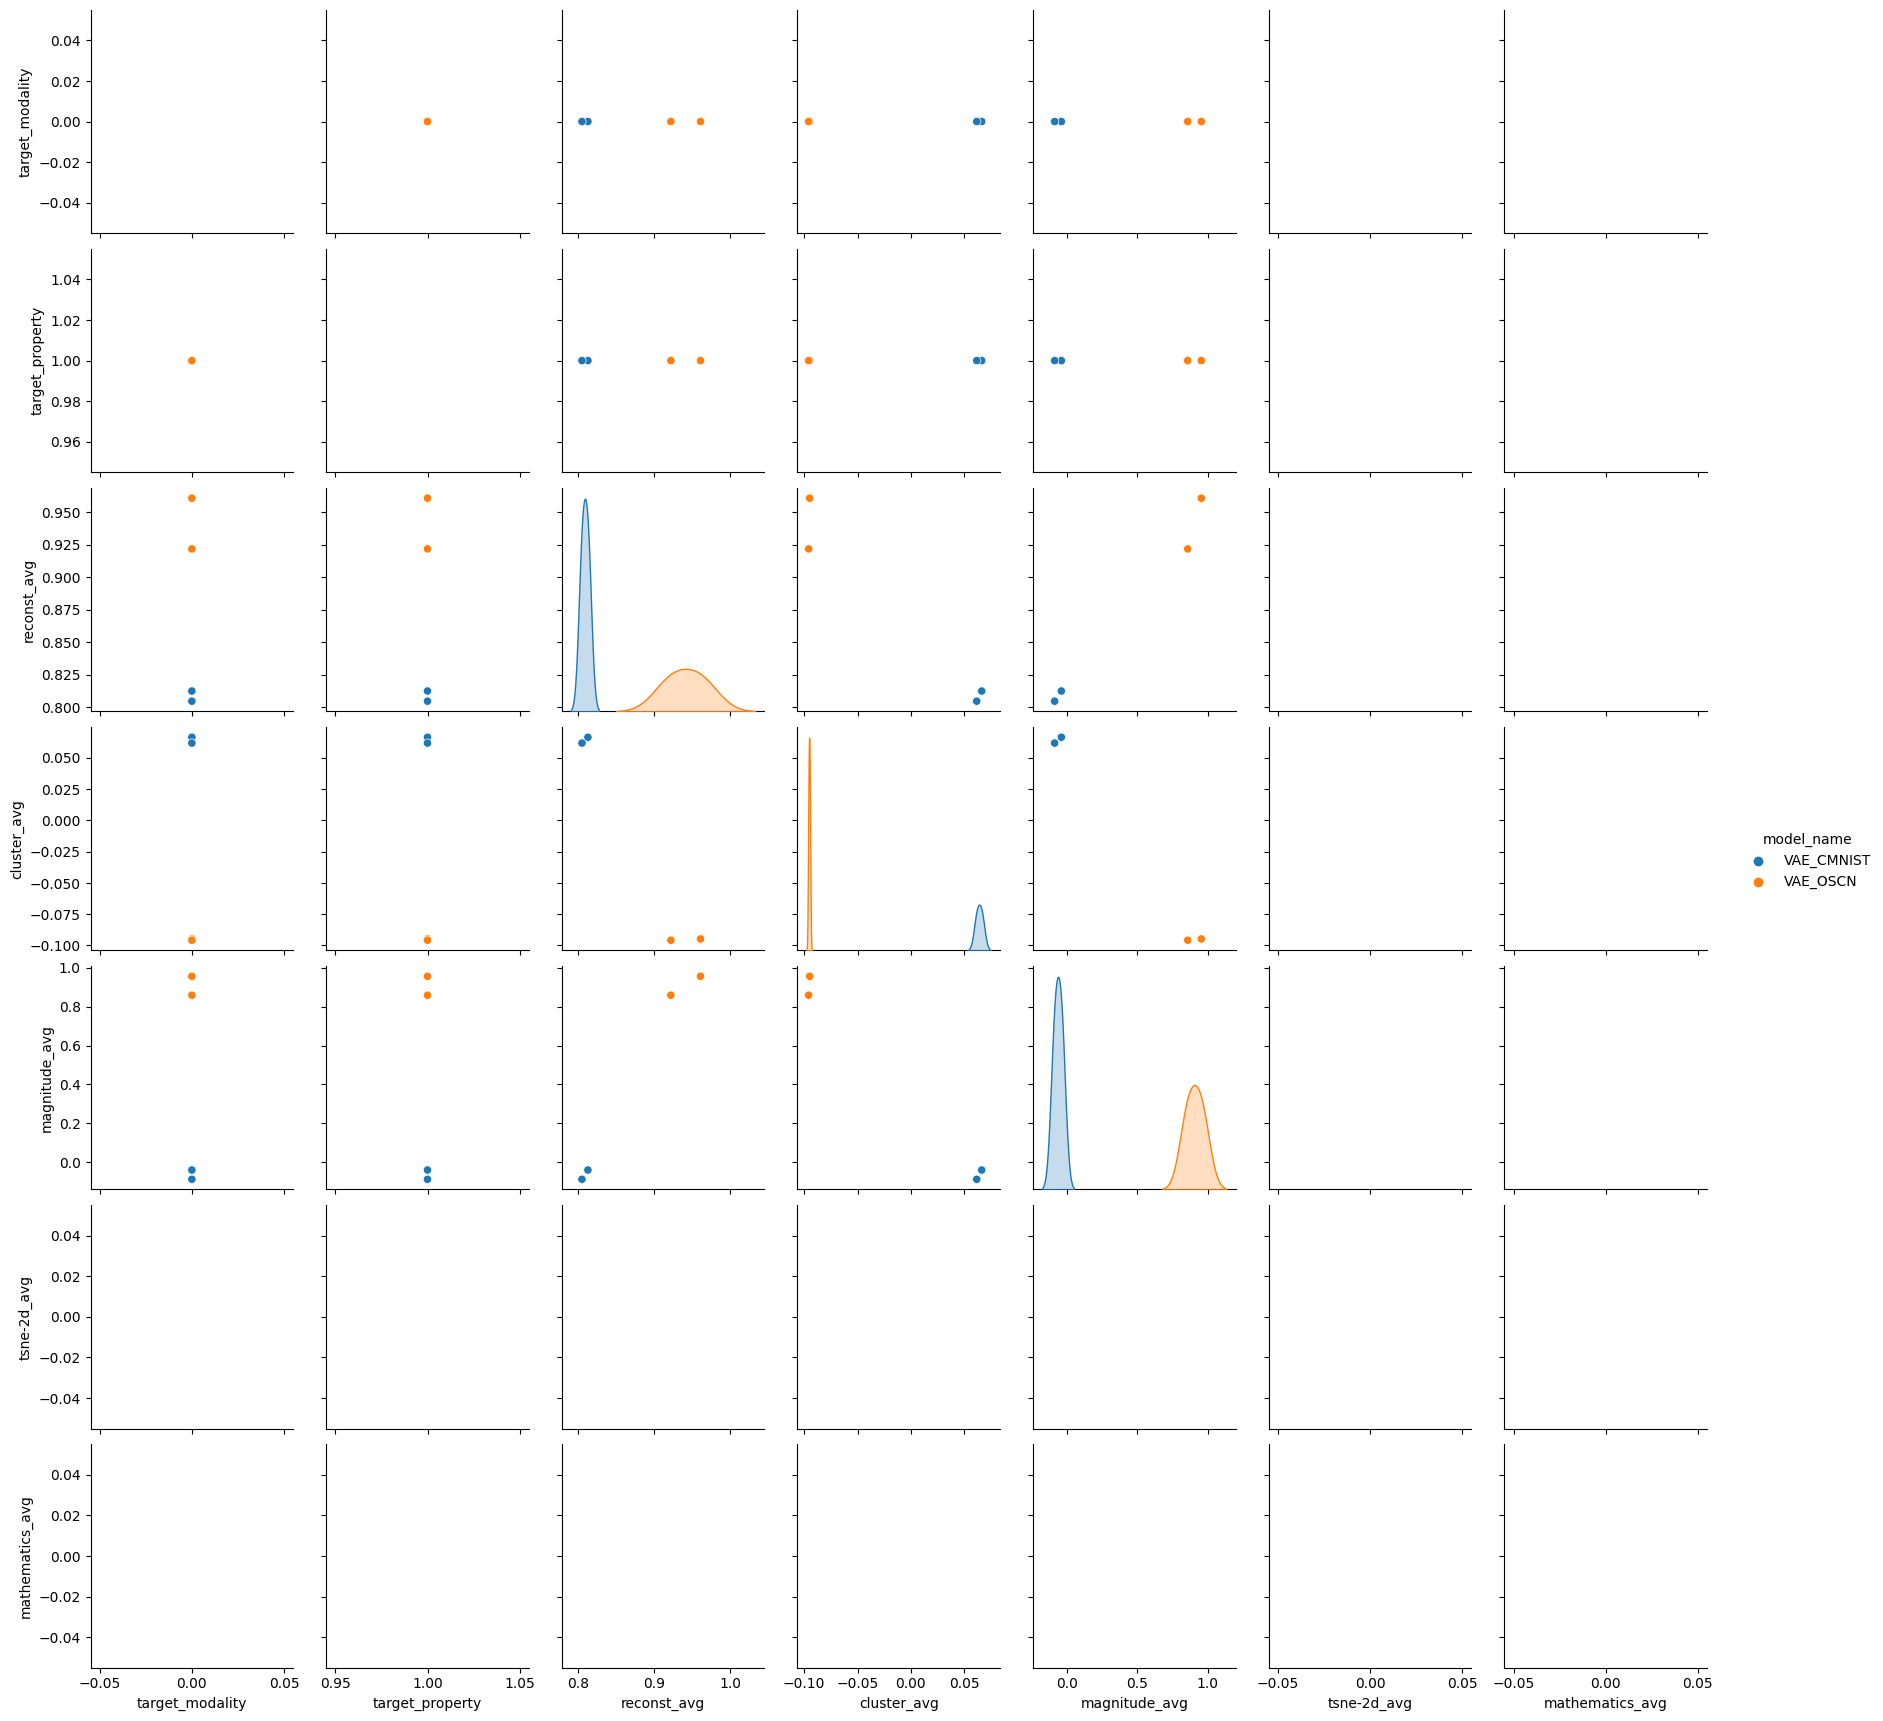 0.04
0.02
0.00
−0.02
−0.04
target_modality
1.04
1.02
1.00
0.98
0.96
target_property
0.950
0.925
0.900
0.875
0.850
0.825
0.800
reconst_avg
0.050
0.025
0.000
−0.025
−0.050
−0.075
−0.100
cluster_avg
model_name
VAE_CMNIST
VAE_OSCN
1.0
0.8
0.6
0.4
0.2
0.0
magnitude_avg
0.04
0.02
0.00
−0.02
−0.04
tsne-2d_avg
0.04
0.02
0.00
−0.02
−0.04
mathematics_avg
−0.05 0.00 0.05
target_modality
0.95 1.00 1.05
target_property
0.8 0.9 1.0
reconst_avg
−0.10 −0.05 0.00 0.05
cluster_avg
0.0 0.5 1.0
magnitude_avg
−0.05 0.00 0.05
tsne-2d_avg
−0.05 0.00 0.05
mathematics_avg